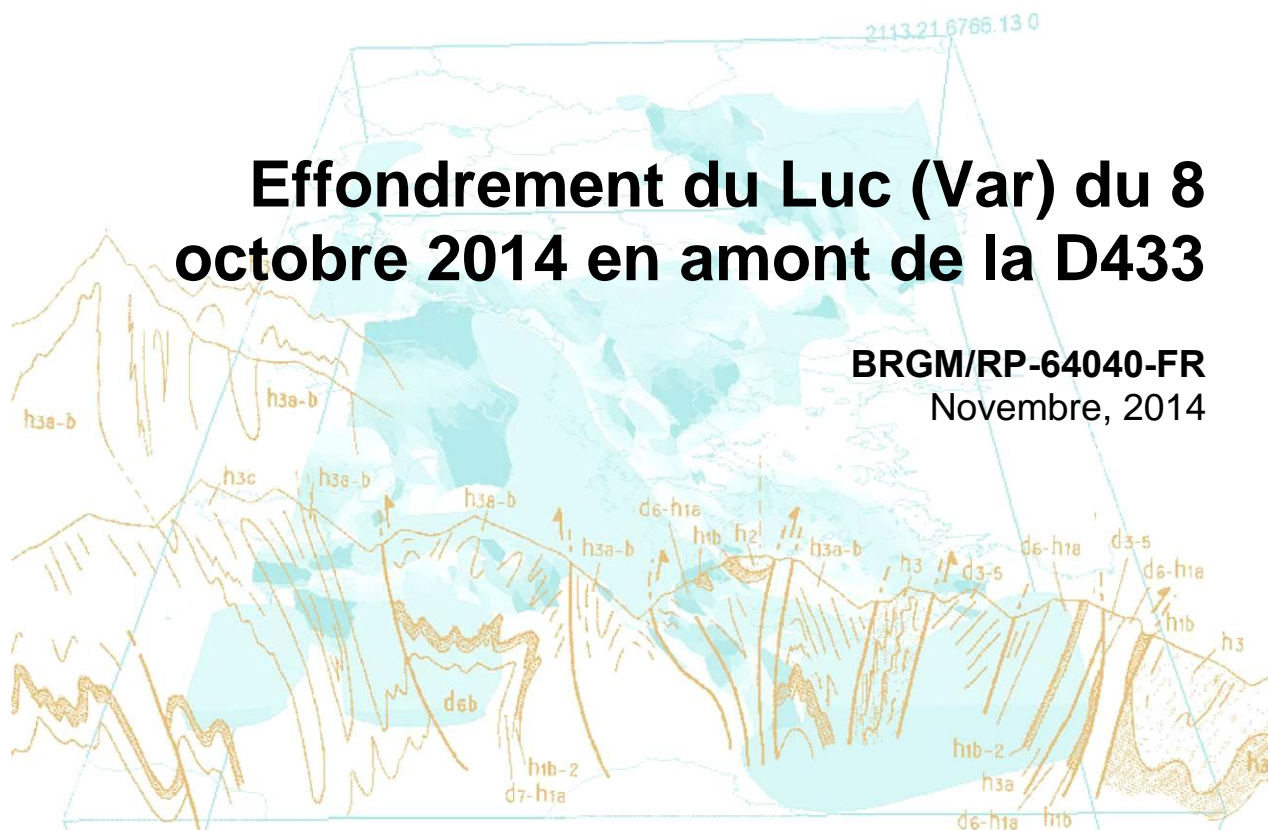 2113.21.6766.13 0
Effondrement du Luc (Var) du 8
octobre 2014 en amont de la D433
BRGM/RP-64040-FR
Novembre, 2014
h3a-b
h3a-b
h3c
h3a-b
h3a-b
h3a-b
d6-h1a
h1b
h2
h3a-b
h3
d3-5
d6-h1a
d3-5
d6-h1a
h1b
h3
d6b
h1b-2
d7-h1a
h1b-2
h3a
d6-h1a
h1b